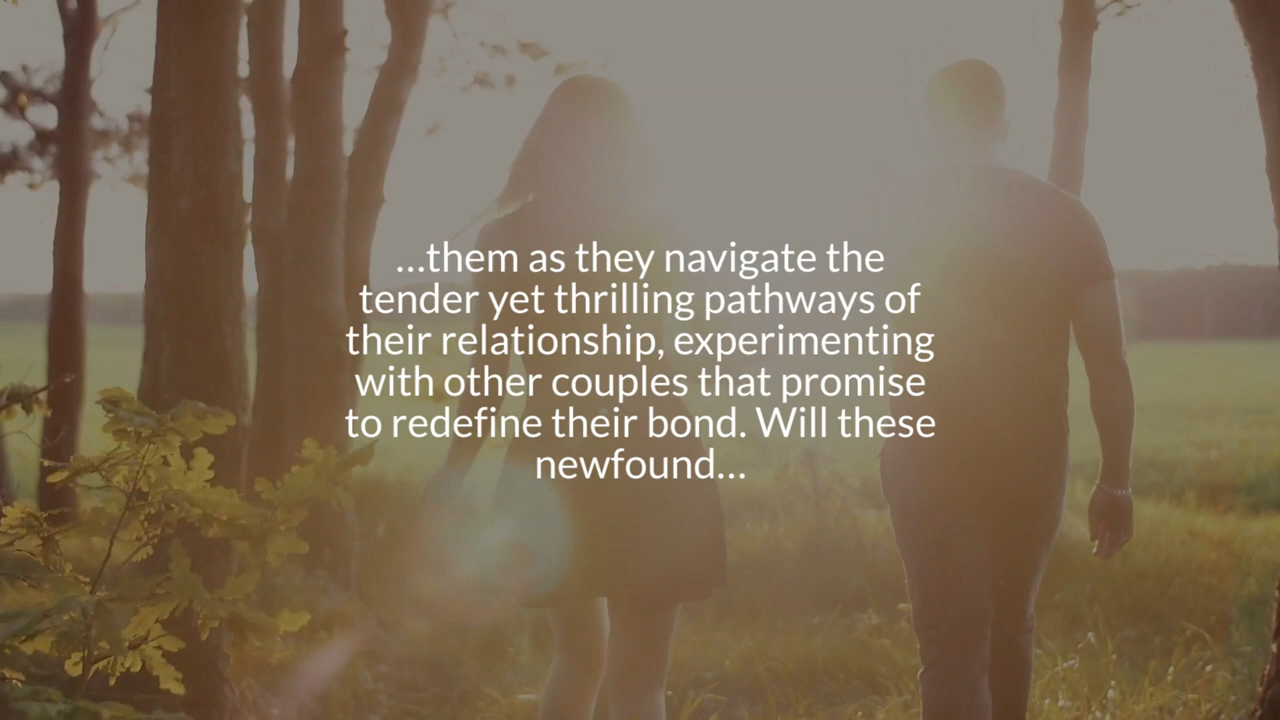 ...them as they navigate the
tender yet thrilling pathways of
their relationship, experimenting
with other couples that promise
to redefine their bond. Will these
newfound...